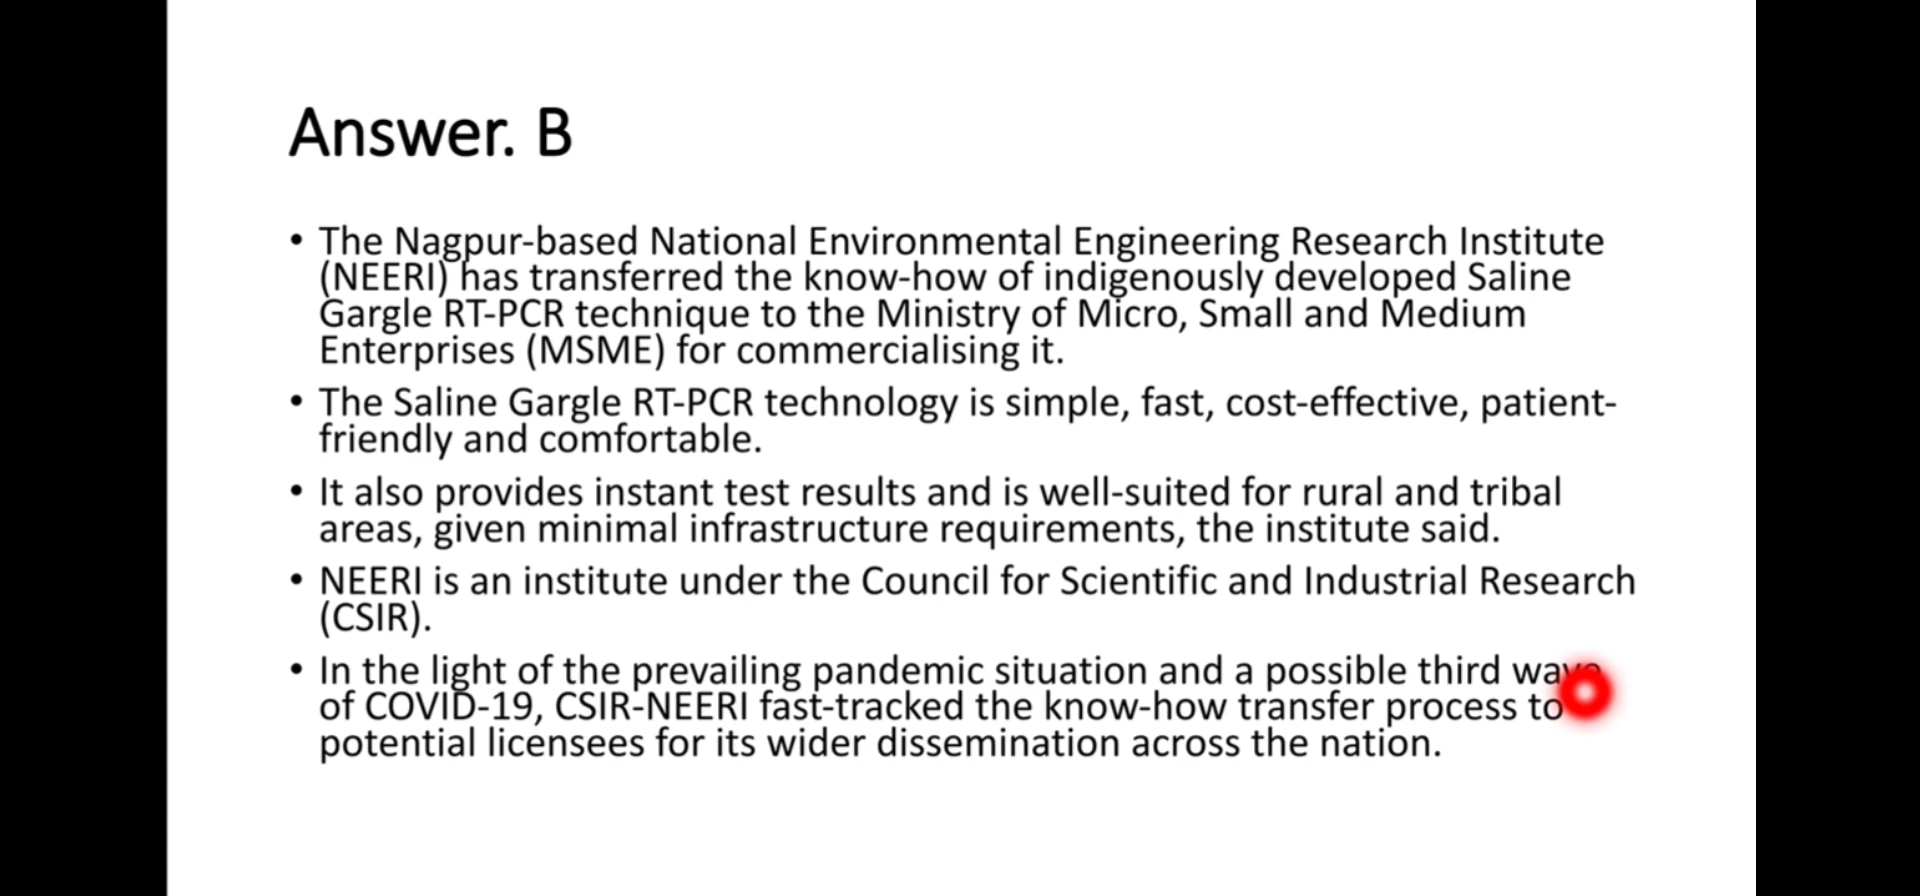 Answer. B
• The Nagpur-based National Environmental Engineering Research Institute
(NEERI) has transferred the know-how of indigenously developed Saline
Gargle RT-PCR technique to the Ministry of Micro, Small and Medium
Enterprises (MSME) for commercialising it.
• The Saline Gargle RT-PCR technology is simple, fast, cost-effective, patient-
friendly and comfortable.
• It also provides instant test results and is well-suited for rural and tribal
areas, given minimal infrastructure requirements, the institute said.
• NEERI is an institute under the Council for Scientific and Industrial Research
(CSIR).
• In the light of the prevailing pandemic situation and a possible third wave
of COVID-19, CSIR-NEERI fast-tracked the know-how transfer process to
potential licensees for its wider dissemination across the nation.